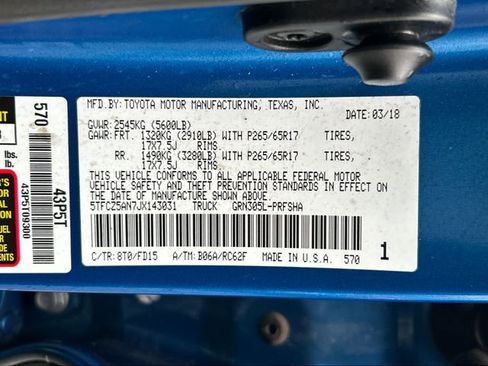 MFD. BY: TOYOTA MOTOR MANUFACTURING, TEXAS, INC.
DATE: 03/18
GVWR: 2545KG (5600LB)
GAWR: FRT. 1320KG (2910LB) WITH P265/65R17 TIRES,
17X7.5J RIMS.
RR. 1490KG (3280LB) WITH P265/65R17 TIRES,
17X7.5J RIMS.
THIS VEHICLE CONFORMS TO ALL APPLICABLE FEDERAL MOTOR
VEHICLE SAFETY AND THEFT PREVENTION STANDARDS IN EFFECT ON
THE DATE OF MANUFACTURE SHOWN ABOVE.
5TFCZ5AN7JX143031 TRUCK GRN305L-PRFSHA
C/TR: 8T0/FD15 A/TM: B06A/RC62F MADE IN U.S.A. 570 1
570 43P5T
43P5T09300
lbs.
lb.